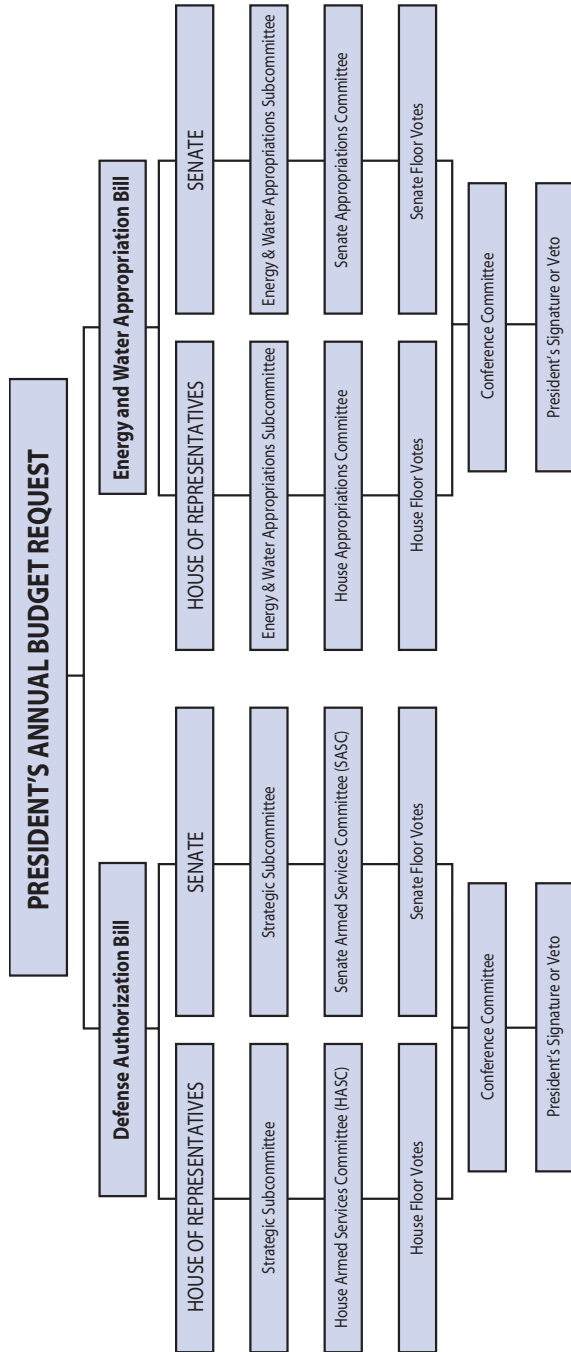 PRESIDENT'S ANNUAL BUDGET REQUEST
Defense Authorization Bill
HOUSE OF REPRESENTATIVES
Strategic Subcommittee
House Armed Services Committee (HASC)
House Floor Votes
SENATE
Strategic Subcommittee
Senate Armed Services Committee (SASC)
Senate Floor Votes
Conference Committee
President's Signature or Veto
Energy and Water Appropriation Bill
HOUSE OF REPRESENTATIVES
Energy & Water Appropriations Subcommittee
House Appropriations Committee
House Floor Votes
SENATE
Energy & Water Appropriations Subcommittee
Senate Appropriations Committee
Senate Floor Votes
Conference Committee
President's Signature or Veto